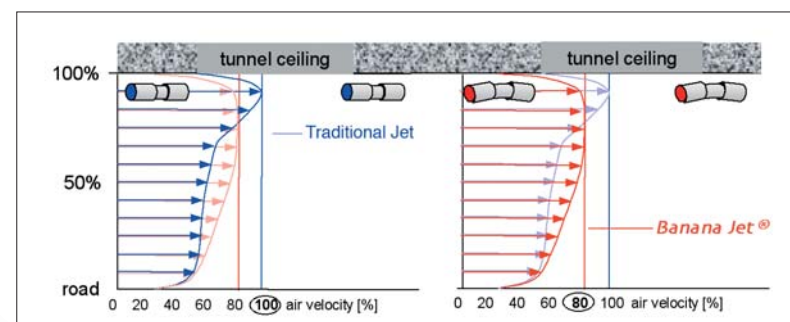 tunnel ceiling
100%
Traditional Jet
50%
road
0 20 40 60 80 100 air velocity [%]
tunnel ceiling
Banana Jet ®
0 20 40 60 80 100 air velocity [%]